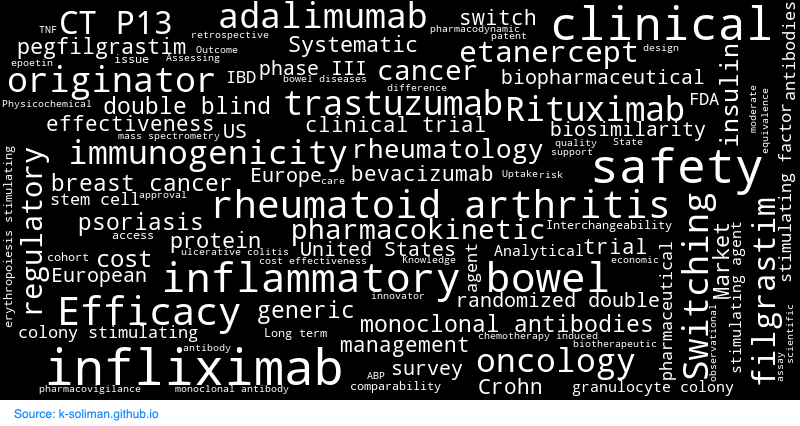 TNF
CT P13
retrospective
adalimumab
pharmacodynamic
switch
patent
clinical
antibodies
pegfilgrastim
Outcome
Systematic
etanercept
design
epoetin
issue
Assessing
originator
IBD
phase III
bowel diseases
cancer
biopharmaceutical
insulin
Physicochemical
double blind
difference
trastuzumab
Rituximab
FDA
moderate
equivalence
effectiveness
US
clinical trial
biosimilarity
mass spectrometry
quality
State
support
immunogenicity
rheumatology
safety
stimulating factor
erythropoiesis stimulating
regulatory
breast cancer
Europe
care
bevacizumab
Uptake
risk
stem cell
approval
rheumatoid arthritis
psoriasis
pharmacokinetic
Interchangeability
access
protein
United States
Analytical
trial
cohort
cost
ulcerative colitis
cost effectiveness
Knowledge
agent
economic
pharmaceutical
Switching
Market
stimulating agent
filgrastim
European
inflammatory bowel
innovator
randomized double
Efficacy
generic
monoclonal antibodies
colony stimulating
Long term
chemotherapy induced
management
biotherapeutic
observational
assay
scientific
antibody
infliximab
oncology
ABP
survey
pharmacovigilance
monoclonal antibody
comparability
Crohn
granulocyte colony
Source: k-soliman.github.io